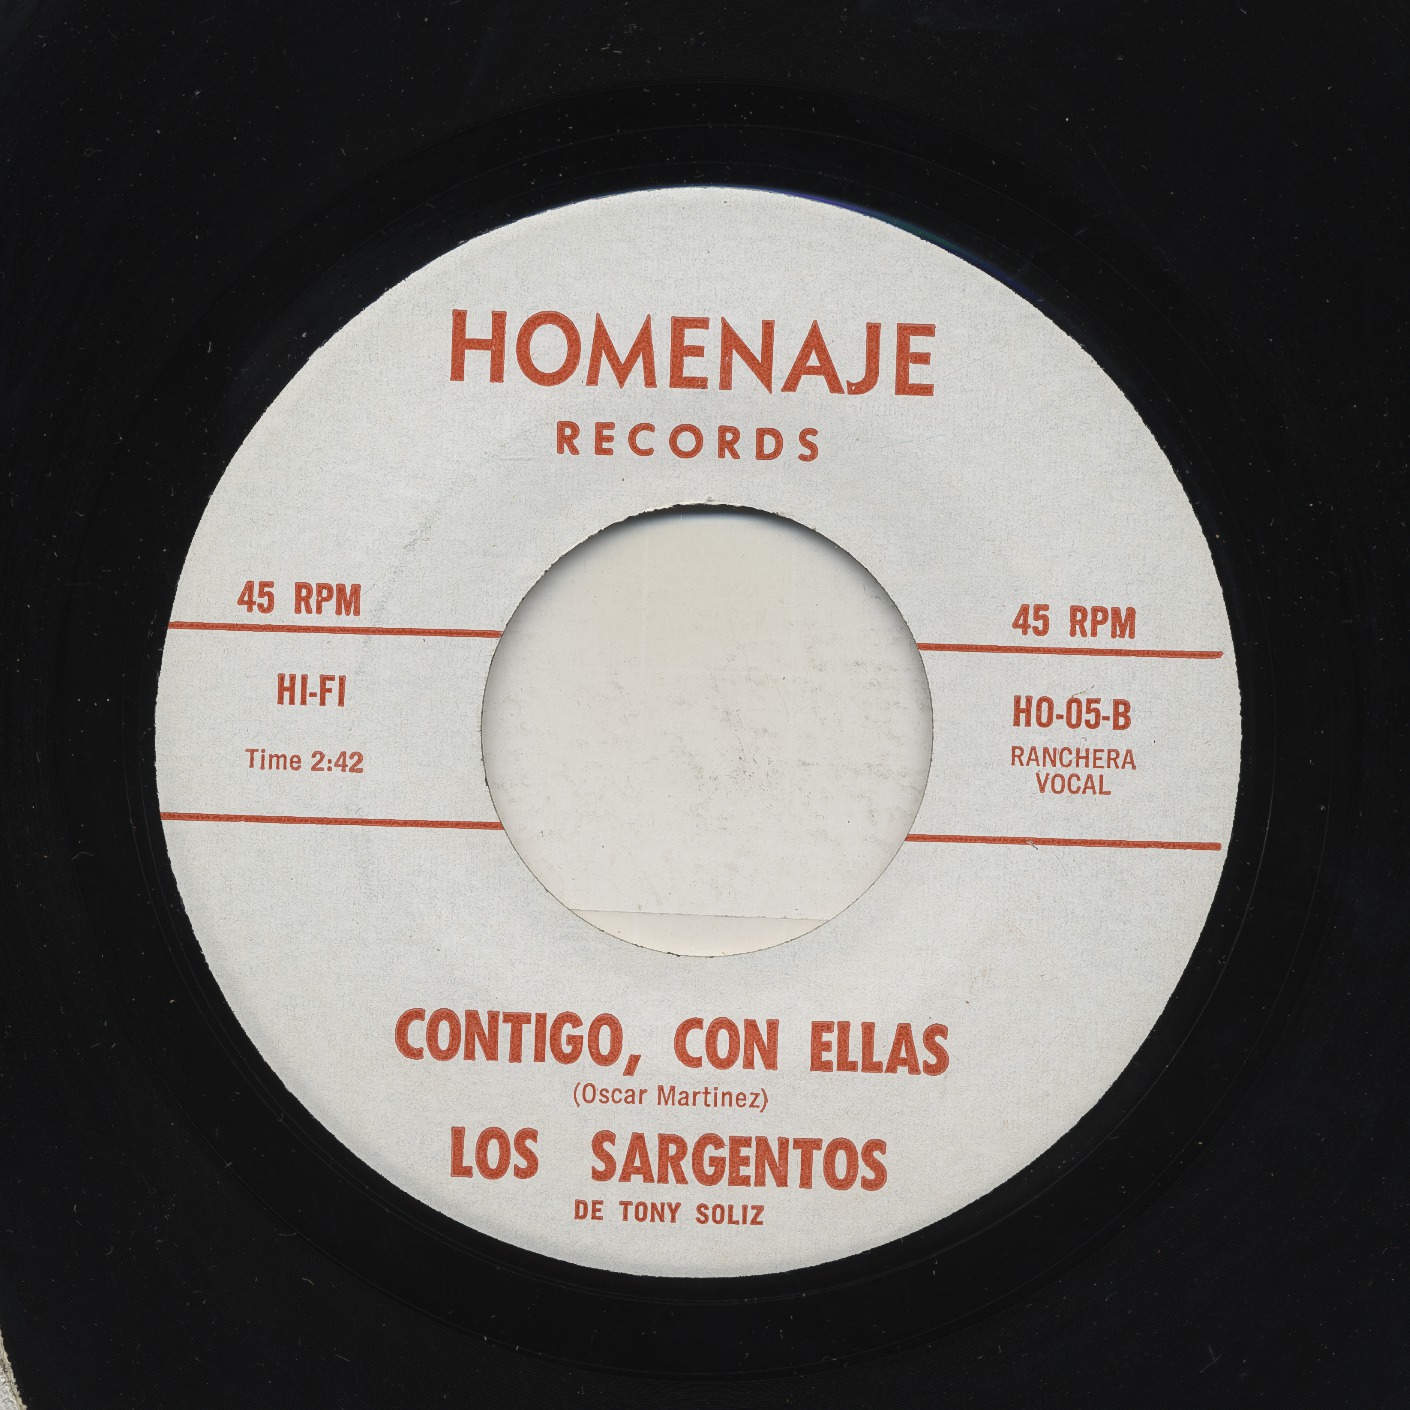 HOMENAJE
RECORDS
45 RPM
HI-FI
Time 2:42
45 RPM
HO-05-B
RANCHERA
VOCAL
CONTIGO, CON ELLAS
(Oscar Martinez)
LOS SARGENTOS
DE TONY SOLIZ